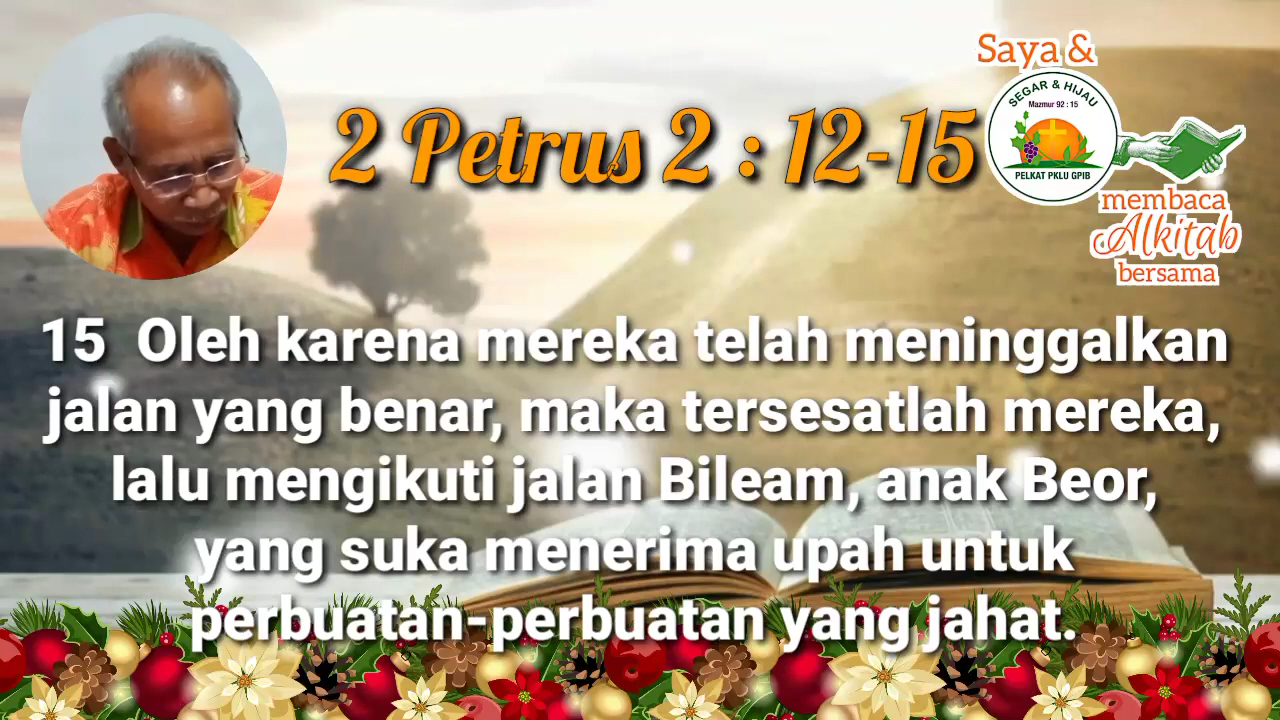 Saya &
SEGAR & HIJAU
Mazmur 92 : 15
PELKAT PKLU GPIB
membaca
Alkitab
bersama
2 Petrus 2 : 12-15
15 Oleh karena mereka telah meninggalkan
jalan yang benar, maka tersesatlah mereka,
lalu mengikuti jalan Bileam, anak Beor,
yang suka menerima upah untuk
perbuatan-perbuatan yang jahat.